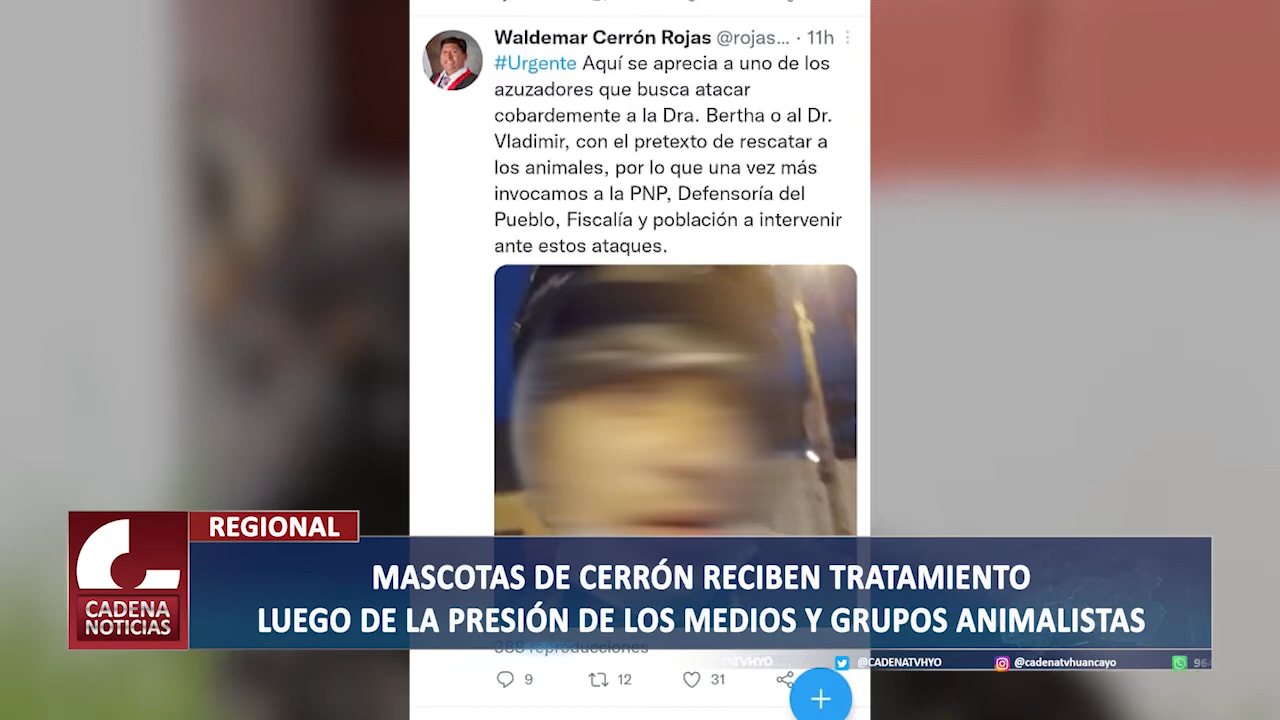 Waldemar Cerrón Rojas @rojas... · 11h
#Urgente Aquí se aprecia a uno de los
azuzadores que busca atacar
cobardemente a la Dra. Bertha o al Dr.
Vladimir, con el pretexto de rescatar a
los animales, por lo que una vez más
invocamos a la PNP, Defensoría del
Pueblo, Fiscalía y población a intervenir
ante estos ataques.
REGIONAL
MASCOTAS DE CERRÓN RECIBEN TRATAMIENTO
LUEGO DE LA PRESIÓN DE LOS MEDIOS Y GRUPOS ANIMALISTAS
CADENA
NOTICIAS
388 reproducciones
@CADENATVHYO @cadenatvhuancayo
9 12 31